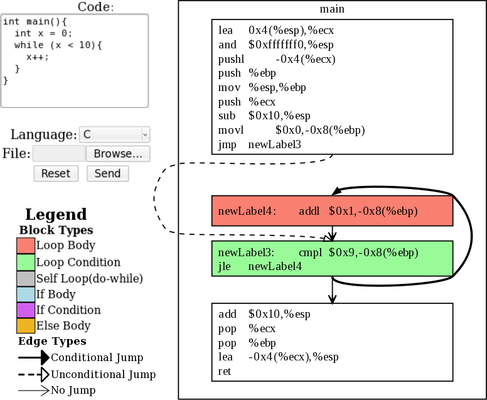 Code:
int main(){
int x = 0;
while (x < 10){
x++;
}
}
Language: C
File: Browse...
Reset Send
Legend
Block Types
Loop Body
Loop Condition
Self Loop(do-while)
If Body
If Condition
Else Body
Edge Types
Conditional Jump
Unconditional Jump
No Jump
main
lea 0x4(%esp),%ecx
and $0xfffffff0,%esp
pushl -0x4(%ecx)
push %ebp
mov %esp,%ebp
push %ecx
sub $0x10,%esp
movl $0x0,-0x8(%ebp)
jmp newLabel3
newLabel4: addl $0x1,-0x8(%ebp)
newLabel3: cmpl $0x9,-0x8(%ebp)
jle newLabel4
add $0x10,%esp
pop %ecx
pop %ebp
lea -0x4(%ecx),%esp
ret